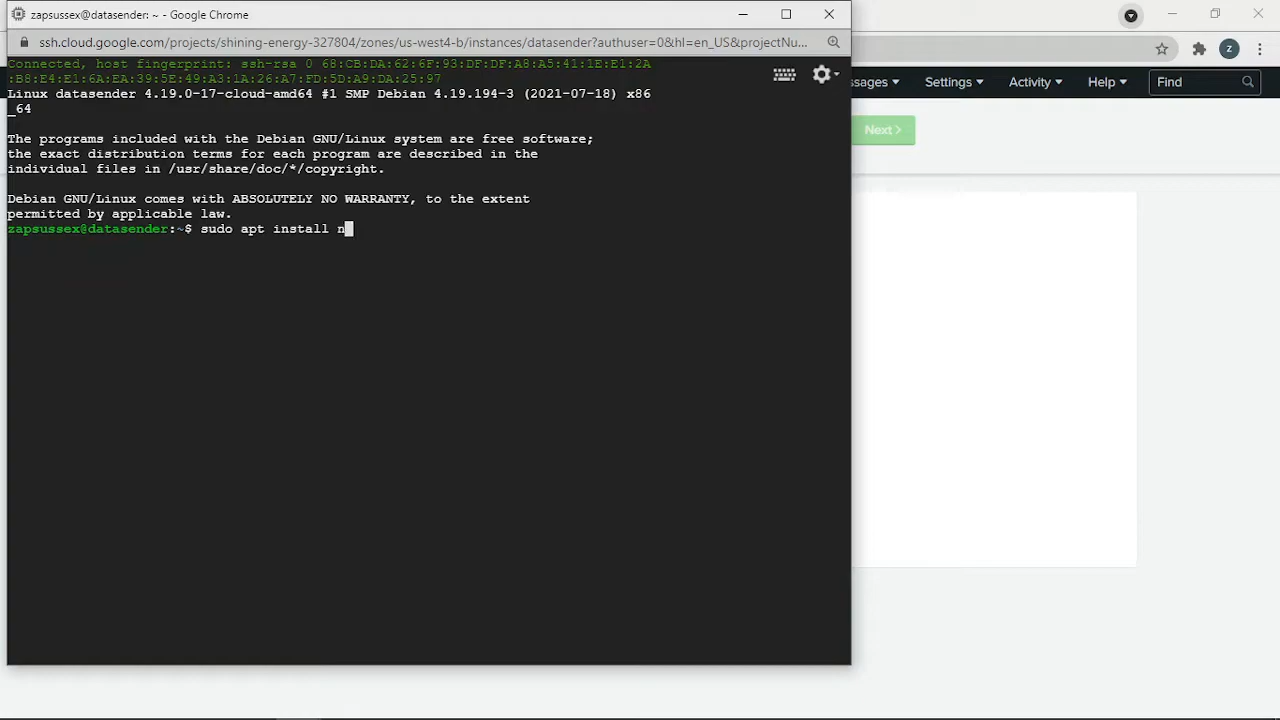 zapsussex@datasender: ~ - Google Chrome
ssh.cloud.google.com/projects/shining-energy-327804/zones/us-west4-b/instances/datasender?authuser=0&hl=en_US&projectNu...
Connected, host fingerprint: ssh-rsa 0 68:CB:DA:62:6F:93:DF:DF:A8:A5:41:1E:E1:2A
:B8:E4:E1:6A:EA:39:5E:49:A3:1A:26:A7:FD:5D:A9:DA:25:97
Linux datasender 4.19.0-17-cloud-amd64 #1 SMP Debian 4.19.194-3 (2021-07-18) x86
_64
The programs included with the Debian GNU/Linux system are free software;
the exact distribution terms for each program are described in the
individual files in /usr/share/doc/*/copyright.
Debian GNU/Linux comes with ABSOLUTELY NO WARRANTY, to the extent
permitted by applicable law.
zapsussex@datasender:~$ sudo apt install n
Z
ssages Settings Activity Help Find
Next >